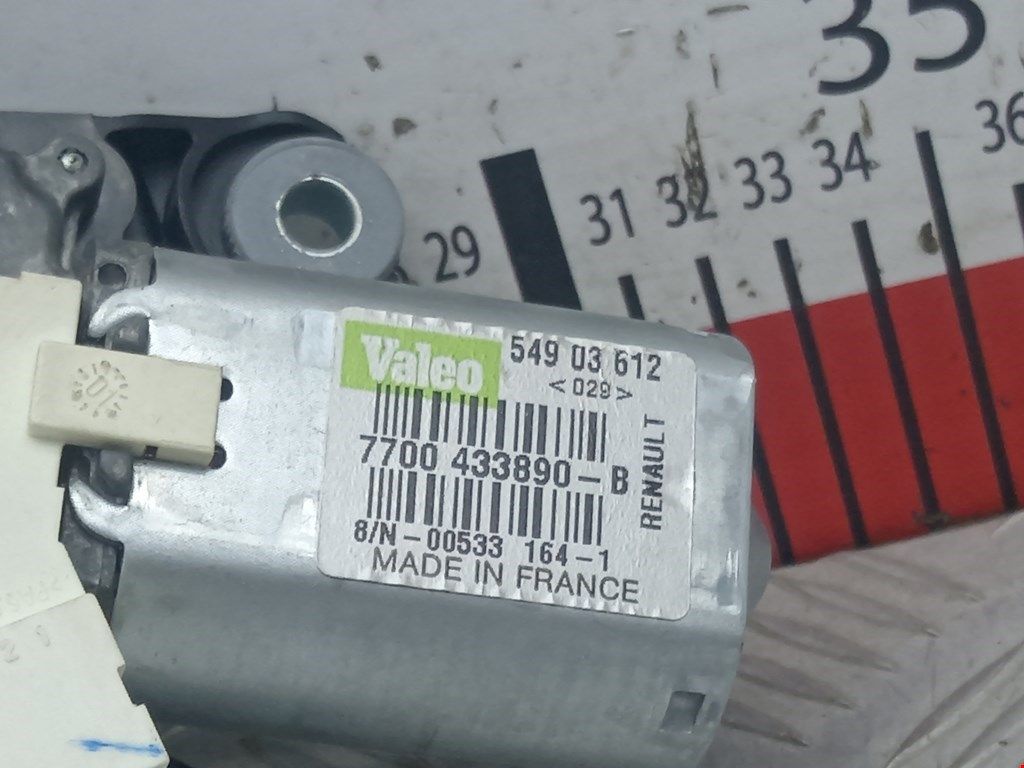 35
29 31 32 33 34 36
Valeo 549 03 612
<029>
7700 433890-B
RENAULT
S/N-00533 164-1
MADE IN FRANCE